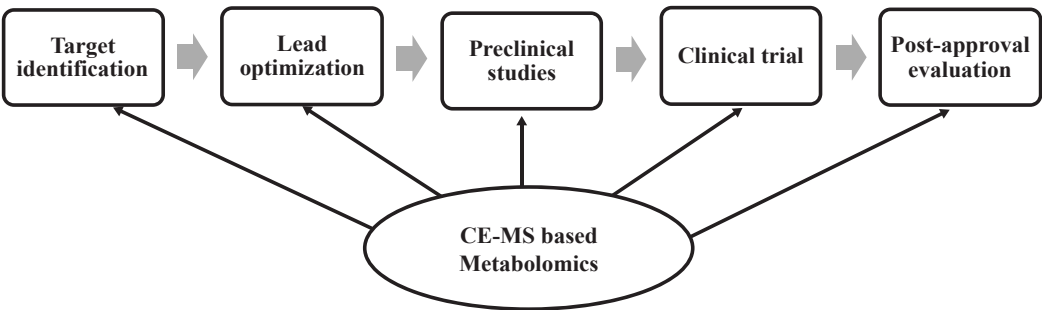 Target
identification
Lead
optimization
Preclinical
studies
Clinical trial
Post-approval
evaluation
CE-MS based
Metabolomics